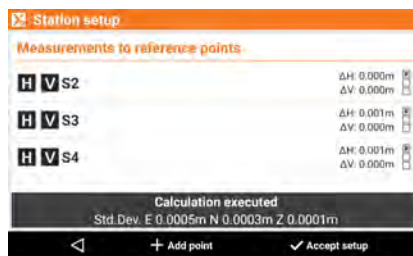 Station setup
Measurements to reference points
H V S2
ΔH: 0.000m
ΔV: 0.000m
H V S3
ΔH: 0.001m
ΔV: 0.000m
H V S4
ΔH: 0.001m
ΔV: 0.000m
Calculation executed
Std.Dev. E 0.0005m N 0.0003m Z 0.0001m
+ Add point
✓ Accept setup